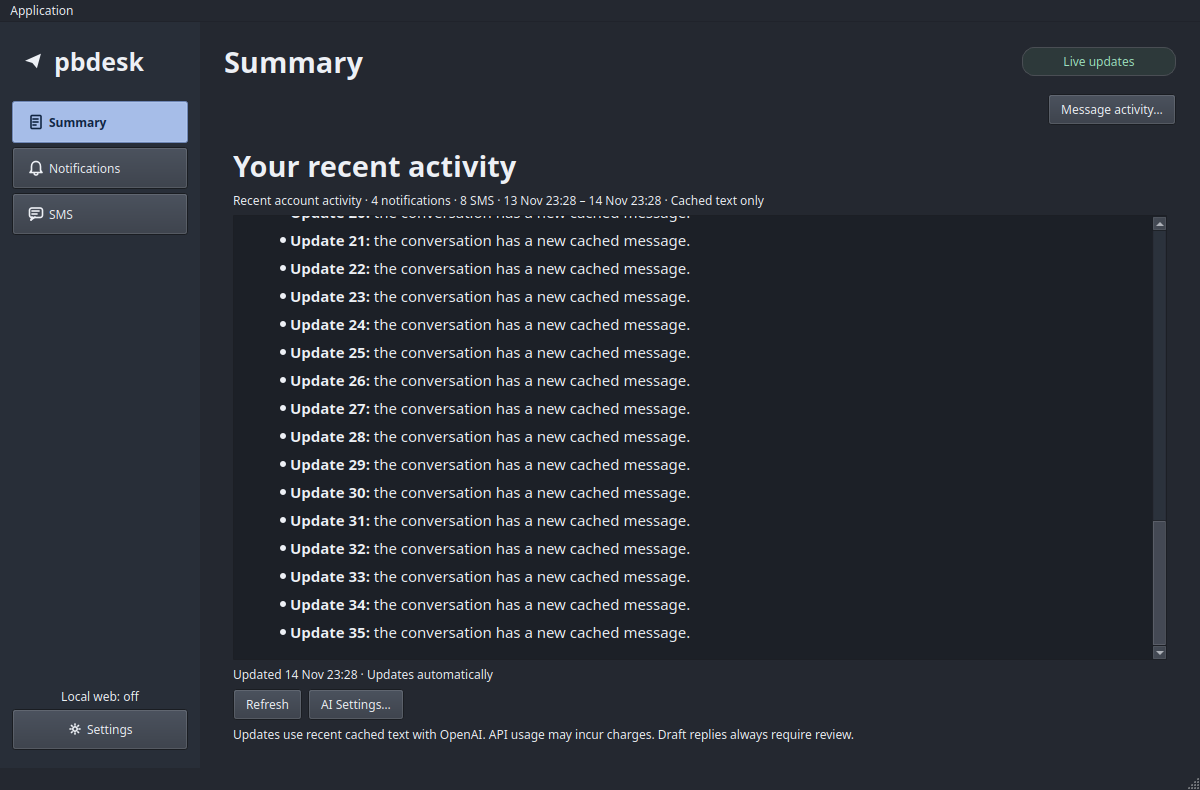 Application
pbdesk
Summary
Notifications
SMS
Local web: off
Settings
Summary
Live updates
Message activity...
Your recent activity
Recent account activity · 4 notifications · 8 SMS · 13 Nov 23:28 – 14 Nov 23:28 · Cached text only
Update 20: the conversation has a new cached message.
• Update 21: the conversation has a new cached message.
• Update 22: the conversation has a new cached message.
• Update 23: the conversation has a new cached message.
• Update 24: the conversation has a new cached message.
• Update 25: the conversation has a new cached message.
• Update 26: the conversation has a new cached message.
• Update 27: the conversation has a new cached message.
• Update 28: the conversation has a new cached message.
• Update 29: the conversation has a new cached message.
• Update 30: the conversation has a new cached message.
• Update 31: the conversation has a new cached message.
• Update 32: the conversation has a new cached message.
• Update 33: the conversation has a new cached message.
• Update 34: the conversation has a new cached message.
• Update 35: the conversation has a new cached message.
Updated 14 Nov 23:28 · Updates automatically
Refresh
AI Settings...
Updates use recent cached text with OpenAI. API usage may incur charges. Draft replies always require review.